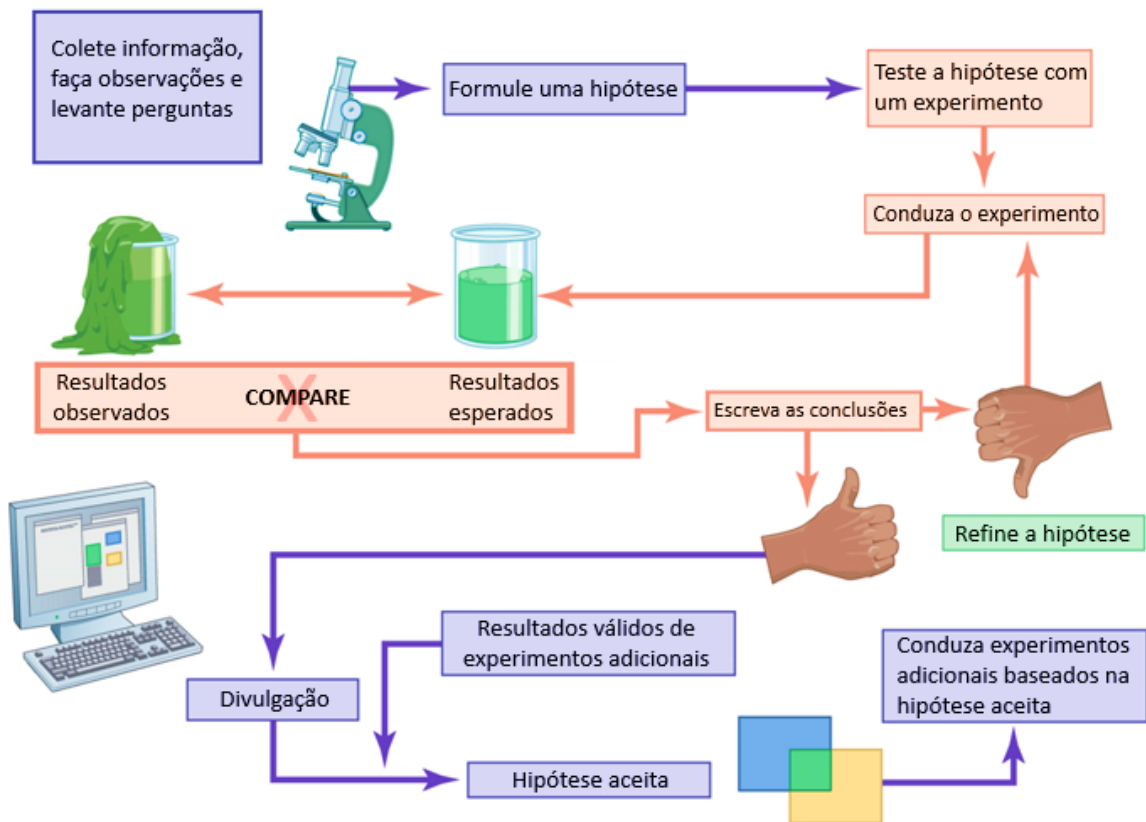 Colete informação,
faça observações e
levante perguntas
Formule uma hipótese
Teste a hipótese com
um experimento
Conduza o experimento
Resultados
observados
COMPARE
X
Resultados
esperados
Escreva as conclusões
Refine a hipótese
Resultados válidos de
experimentos adicionais
Conduza experimentos
adicionais baseados na
hipótese aceita
Divulgação
Hipótese aceita